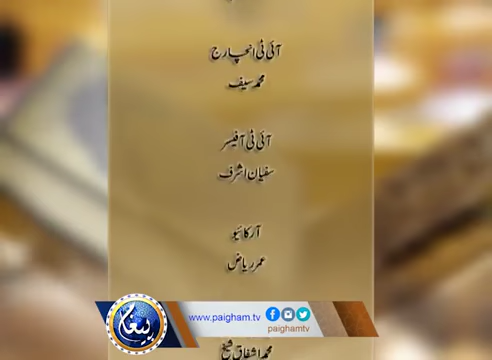 آئی ٹی انچارج
محمد سیف
آئی ٹی آفیسر
سفیان اشرف
آرکائیو
عمر ریاض
پیغام
www.paigham.tv
paighamtv
محمد اشفاق شیخ